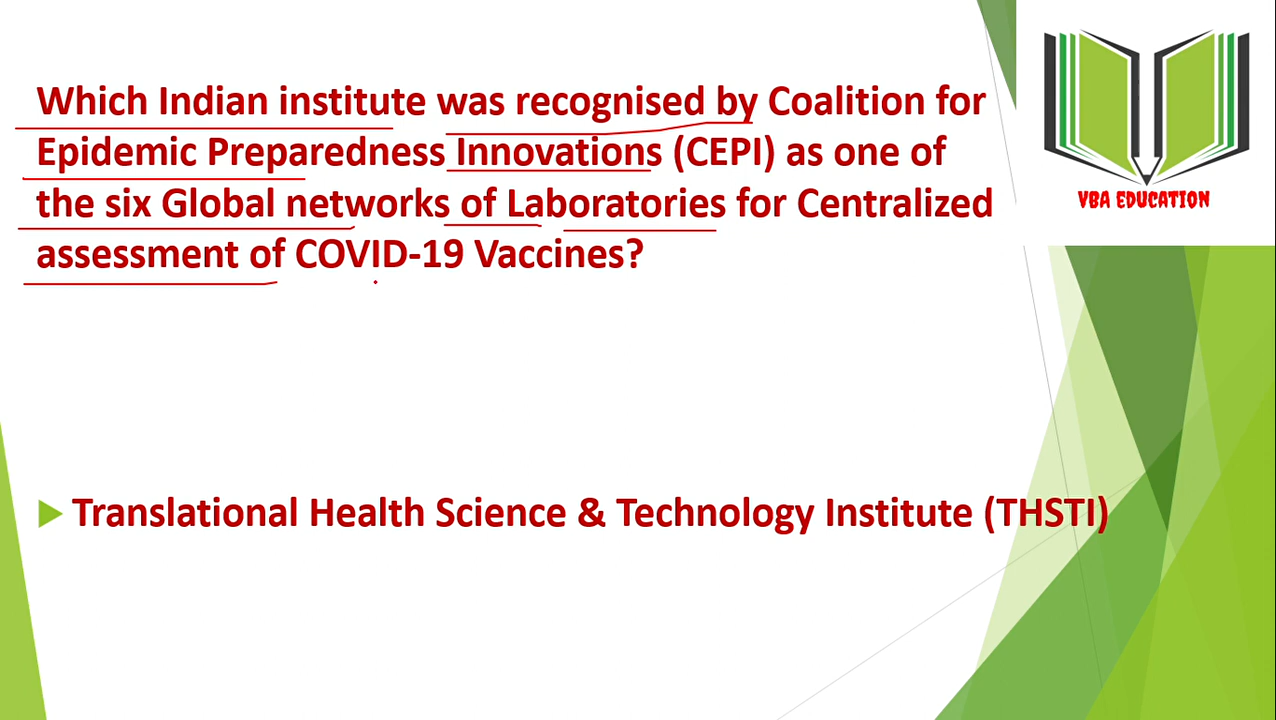 Which Indian institute was recognised by Coalition for
Epidemic Preparedness Innovations (CEPI) as one of
the six Global networks of Laboratories for Centralized
assessment of COVID-19 Vaccines?
VBA EDUCATION
Translational Health Science & Technology Institute (THSTI)